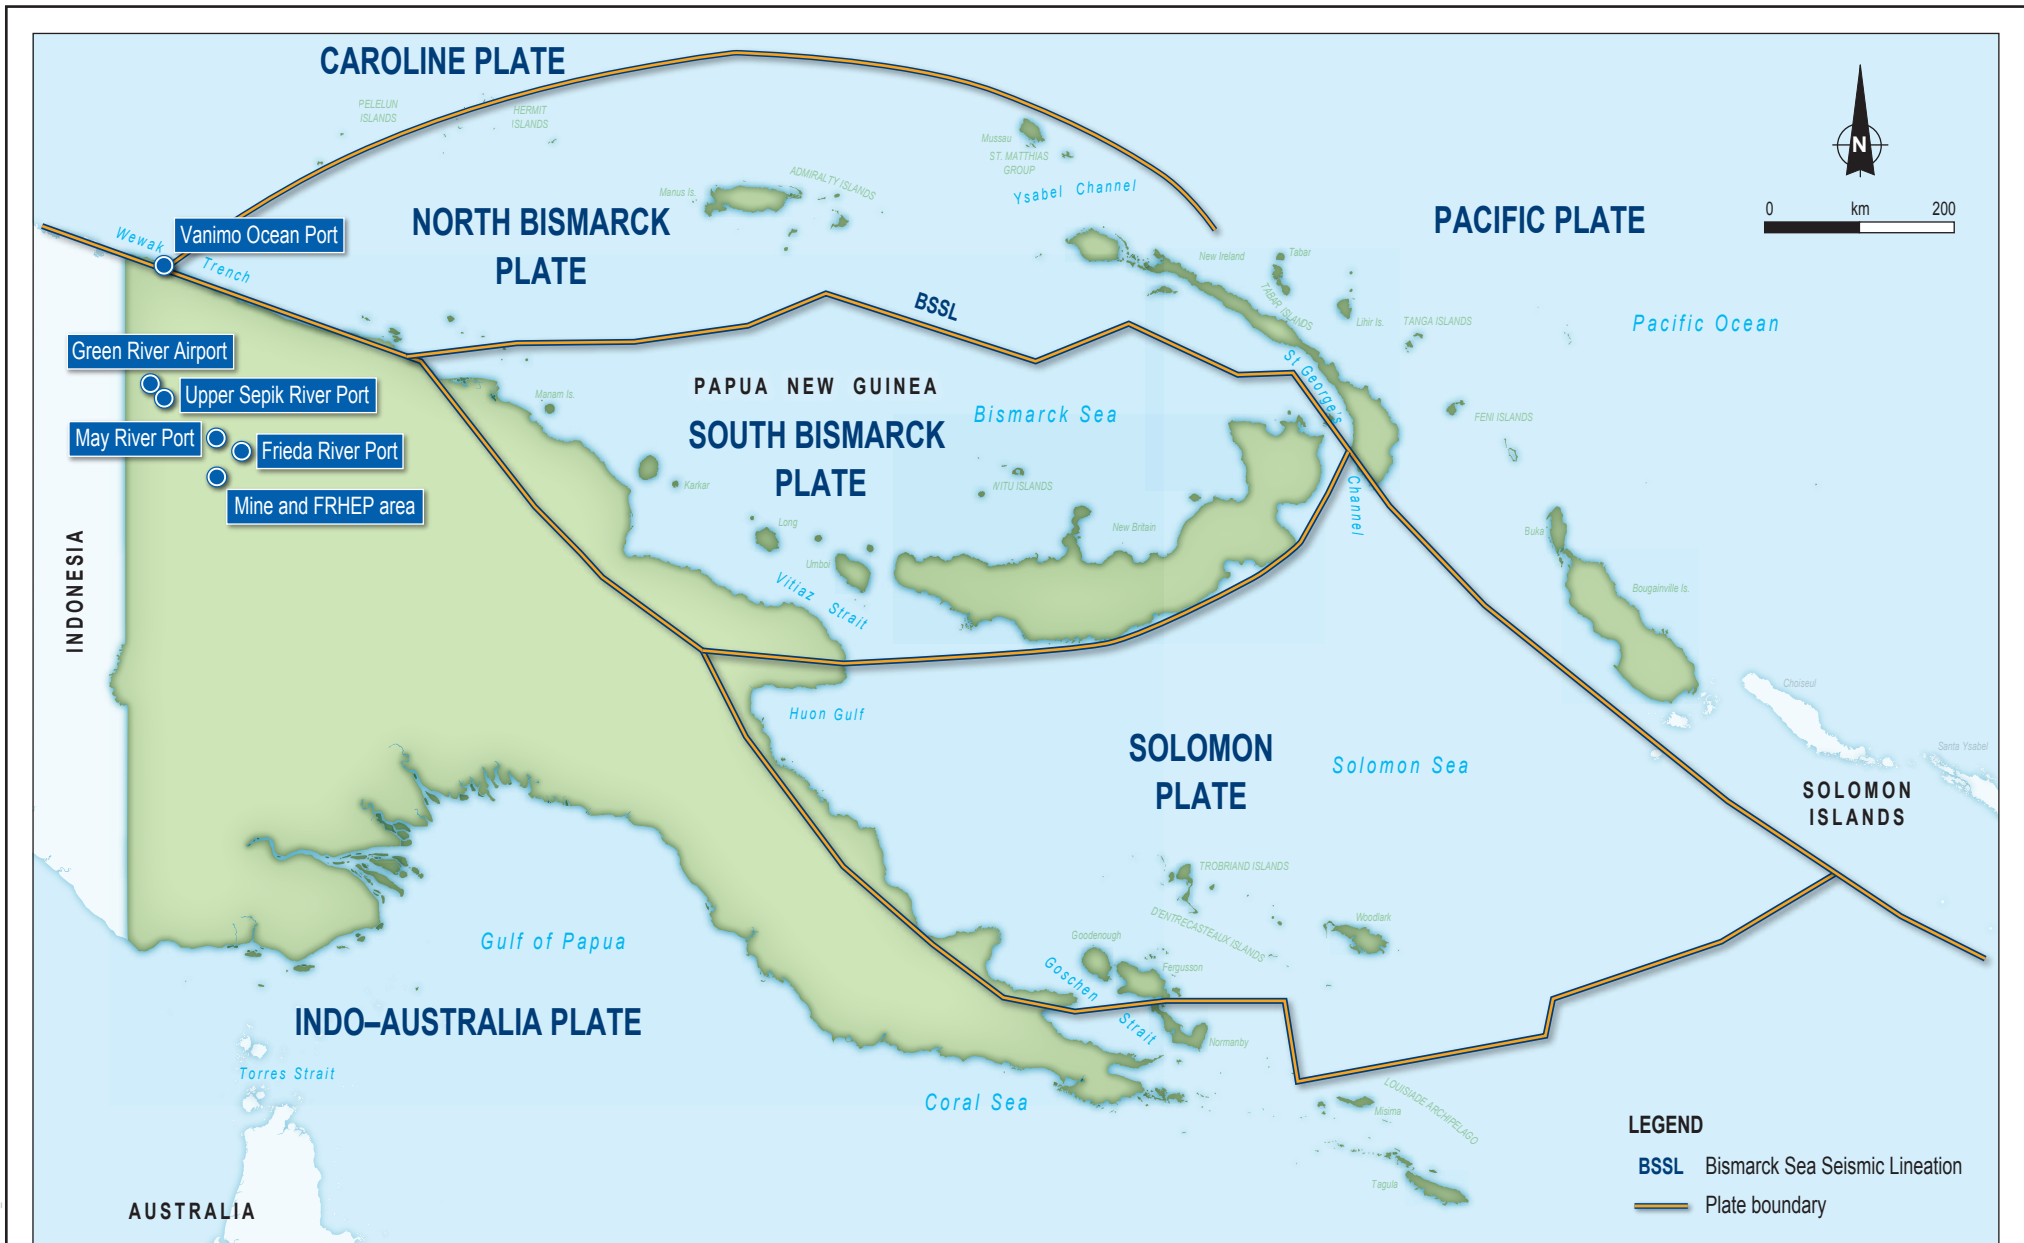 CAROLINE PLATE
PELELUN
ISLANDS
HERMIT
ISLANDS
Mussau
ST. MATTHIAS
GROUP
Ysabel Channel
Manus Is.
ADMIRALTY ISLANDS
N
0 km 200
NORTH BISMARCK
PLATE
PACIFIC PLATE
Wewak
Trench
Vanimo Ocean Port
New Ireland
Tabar
TABAR ISLANDS
Lihir Is.
TANGA ISLANDS
Pacific Ocean
BSSL
Green River Airport
Upper Sepik River Port
May River Port
Frieda River Port
Mine and FRHEP area
PAPUA NEW GUINEA
Bismarck Sea
St George's
Channel
SOUTH BISMARCK
PLATE
Manam Is.
Karkar
WITU ISLANDS
FENI ISLANDS
Long
Umboi
New Britain
Buka
Bougainville Is.
INDONESIA
Vitiaz Strait
Huon Gulf
Choiseul
Santa Ysabel
SOLOMON
PLATE
Solomon Sea
SOLOMON
ISLANDS
TROBRIAND ISLANDS
D'ENTRECASTEAUX ISLANDS
Woodlark
Goodenough
Fergusson
Goschen
Strait
Normanby
Gulf of Papua
INDO–AUSTRALIA PLATE
Torres Strait
Coral Sea
LOUISIADE ARCHIPELAGO
Misima
Tagula
AUSTRALIA
LEGEND
BSSL Bismarck Sea Seismic Lineation
Plate boundary